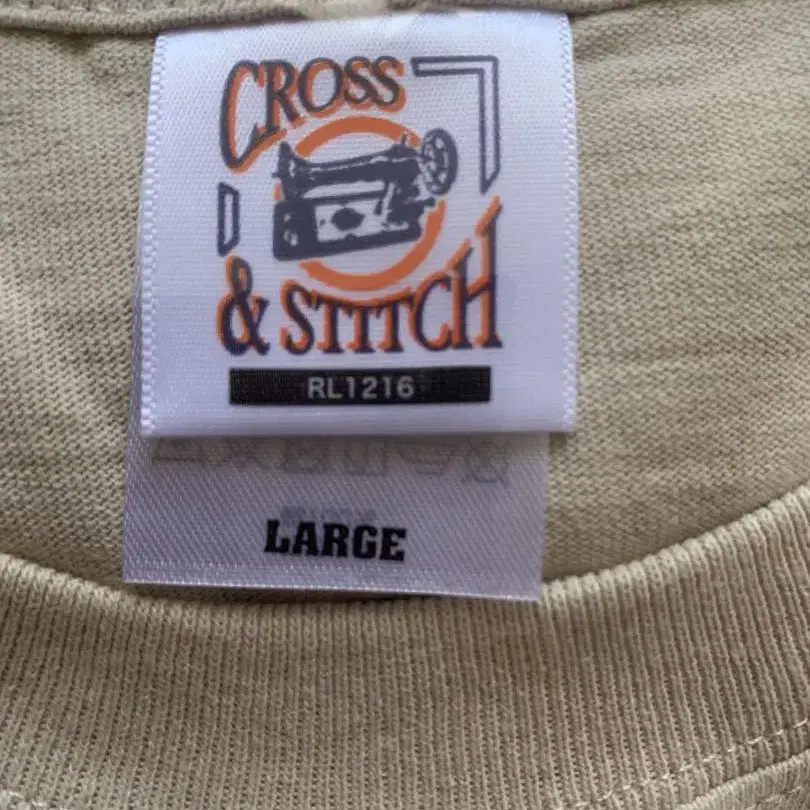 CROSS
& STITCH
RL1216
LARGE